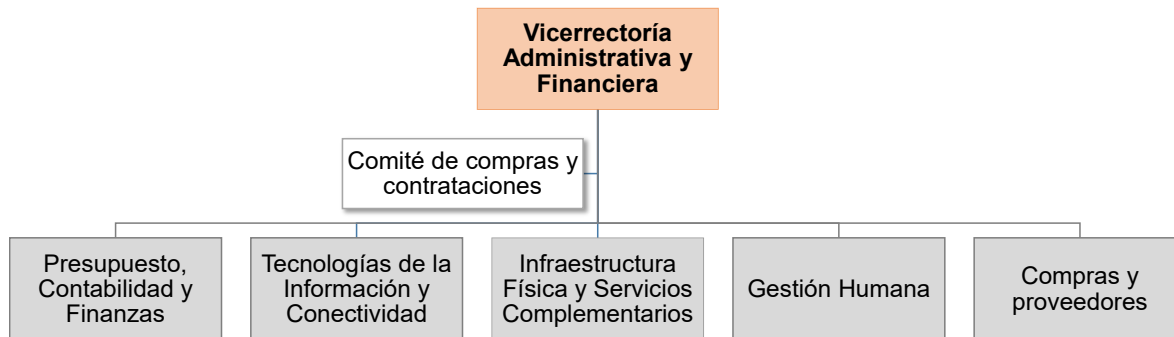 Vicerrectoría
Administrativa y
Financiera
Comité de compras y
contrataciones
Presupuesto,
Contabilidad y
Finanzas
Tecnologías de la
Información y
Conectividad
Infraestructura
Física y Servicios
Complementarios
Gestión Humana
Compras y
proveedores